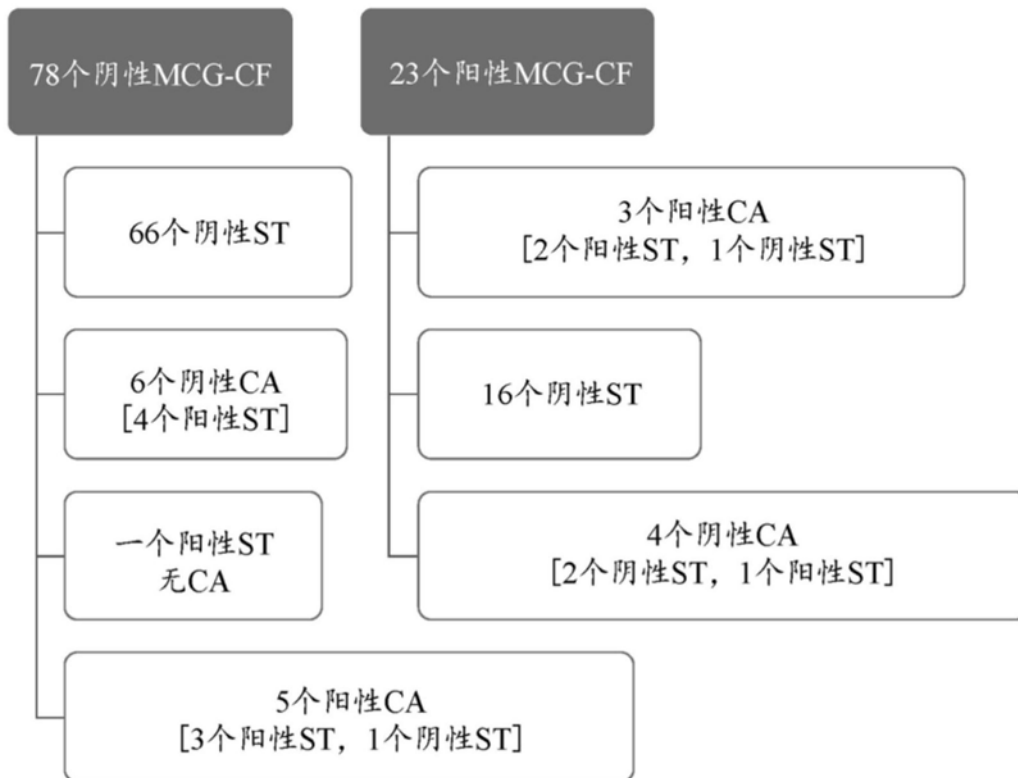 78个阴性MCG-CF
66个阴性ST
6个阴性CA
[4个阳性ST]
一个阳性ST
无CA
5个阳性CA
[3个阳性ST，1个阴性ST]
23个阳性MCG-CF
3个阳性CA
[2个阳性ST，1个阴性ST]
16个阴性ST
4个阴性CA
[2个阴性ST，1个阳性ST]